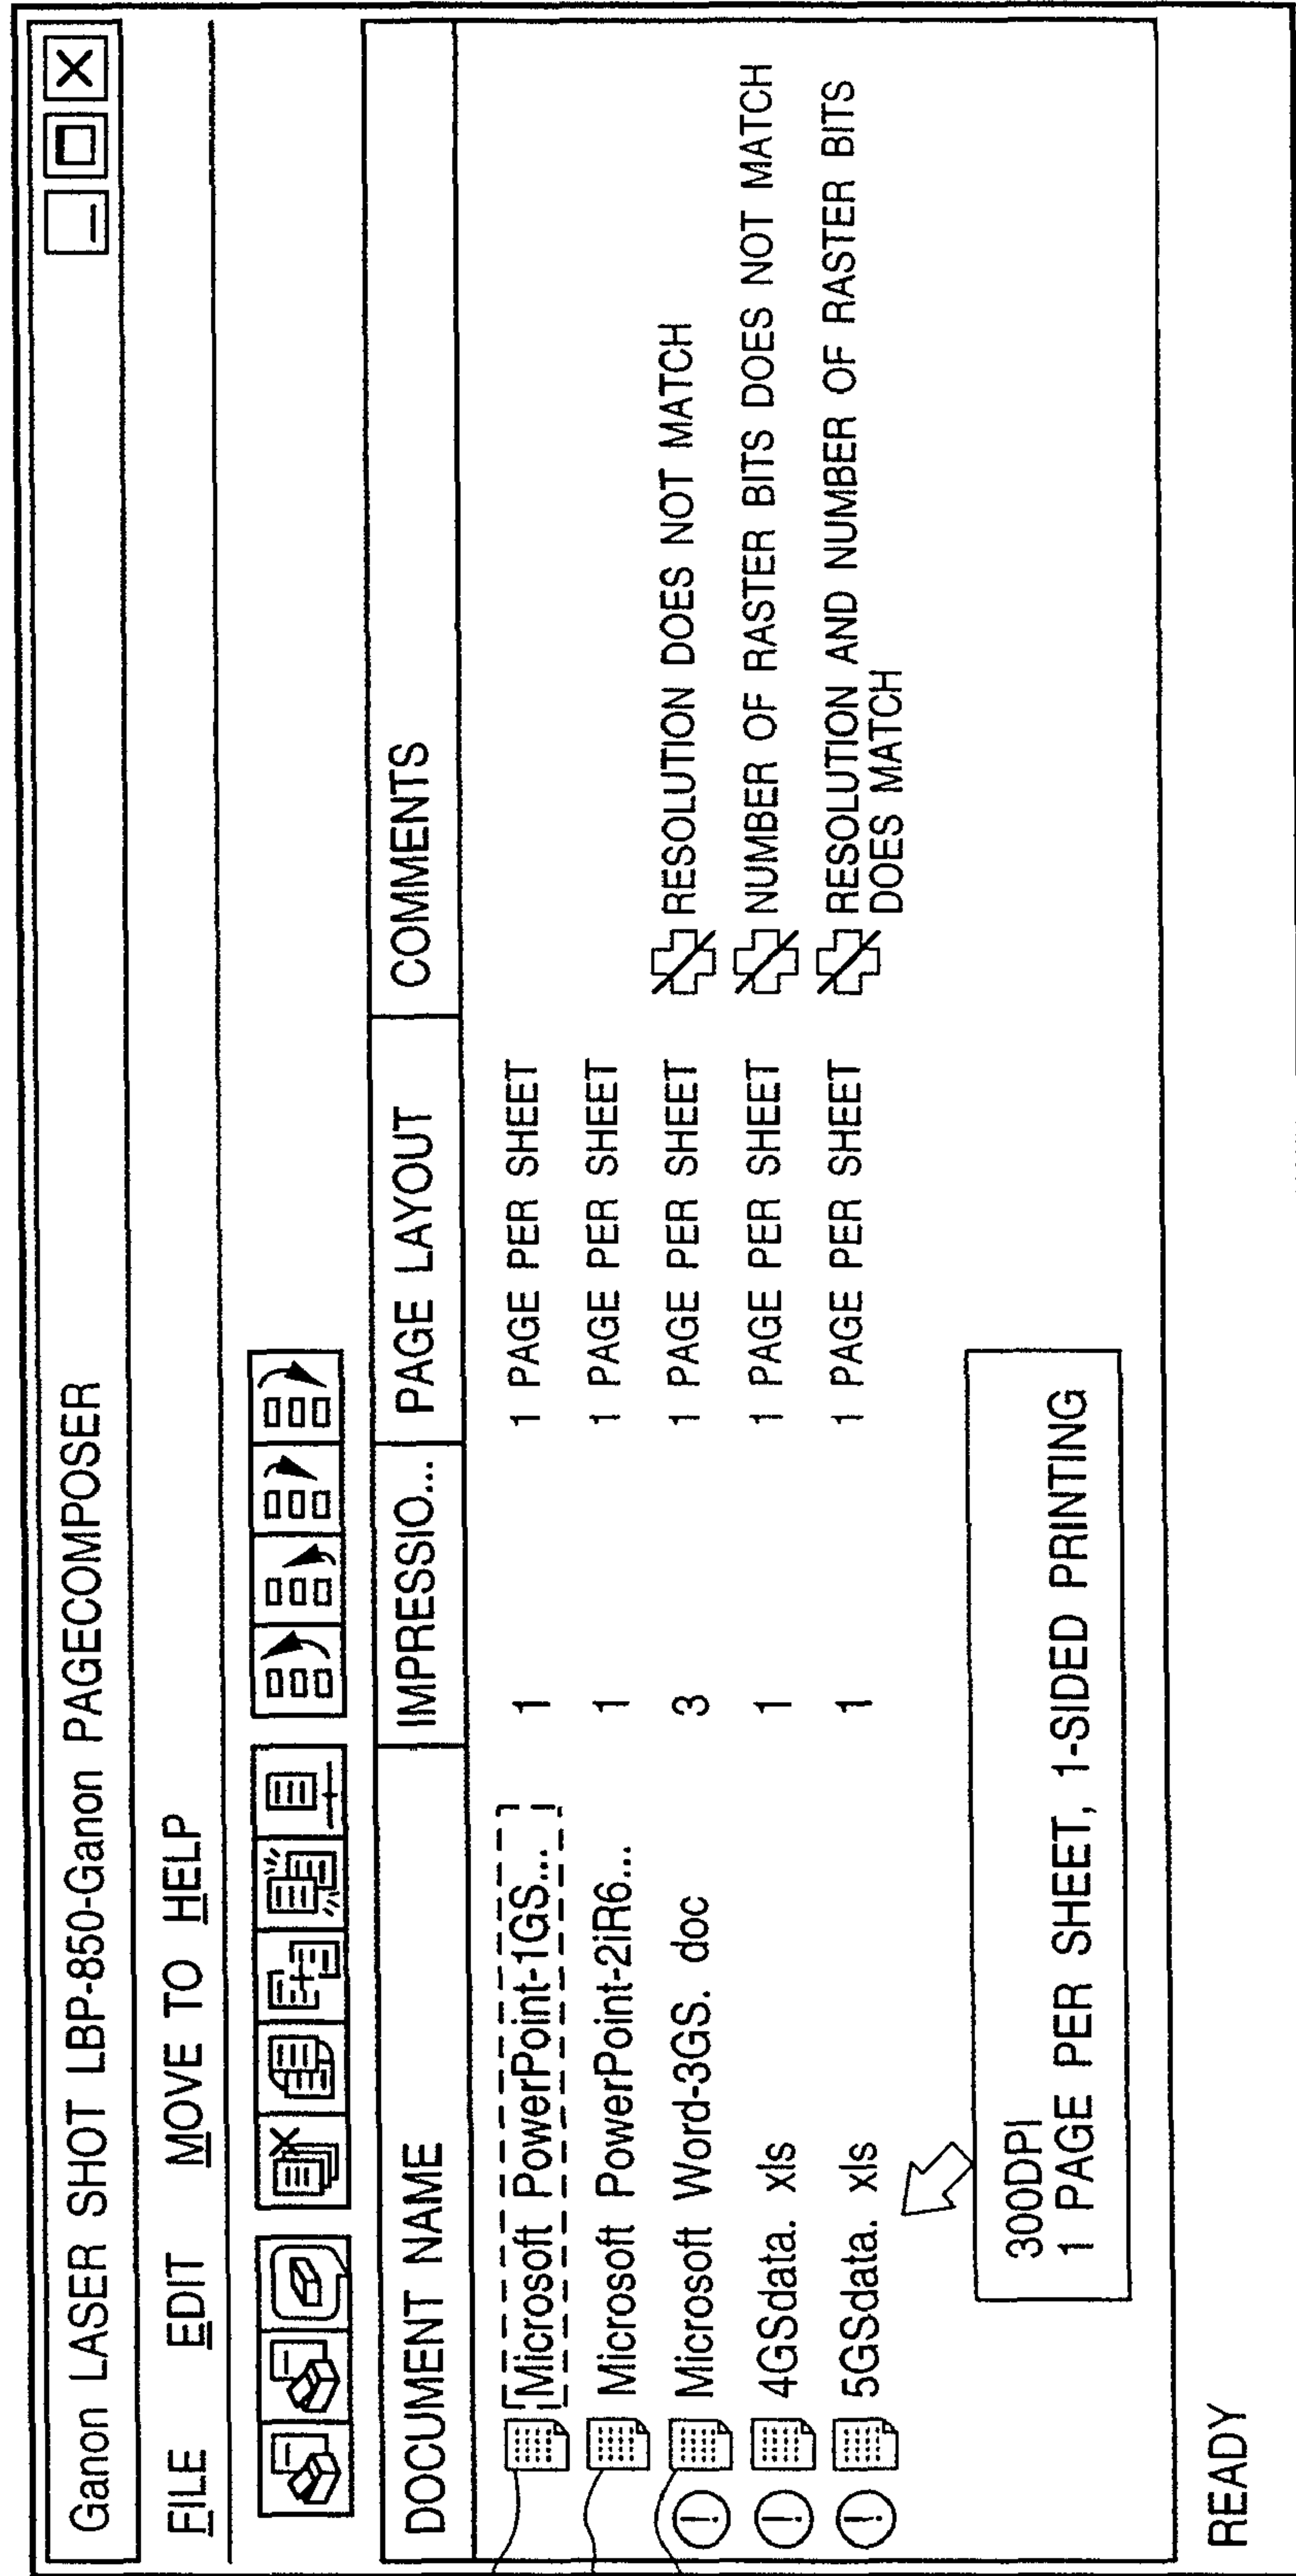 Ganon LASER SHOT LBP-850-Ganon PAGECOMPOSER
FILE EDIT MOVE TO HELP
DOCUMENT NAME IMPRESSIO... PAGE LAYOUT COMMENTS
Microsoft PowerPoint-1GS... 1 1 PAGE PER SHEET
Microsoft PowerPoint-2iR6... 1 1 PAGE PER SHEET
! Microsoft Word-3GS. doc 3 1 PAGE PER SHEET RESOLUTION DOES NOT MATCH
! 4GSdata. xls 1 1 PAGE PER SHEET NUMBER OF RASTER BITS DOES NOT MATCH
! 5GSdata. xls 1 1 PAGE PER SHEET RESOLUTION AND NUMBER OF RASTER BITS
DOES MATCH
300DPI
1 PAGE PER SHEET, 1-SIDED PRINTING
READY